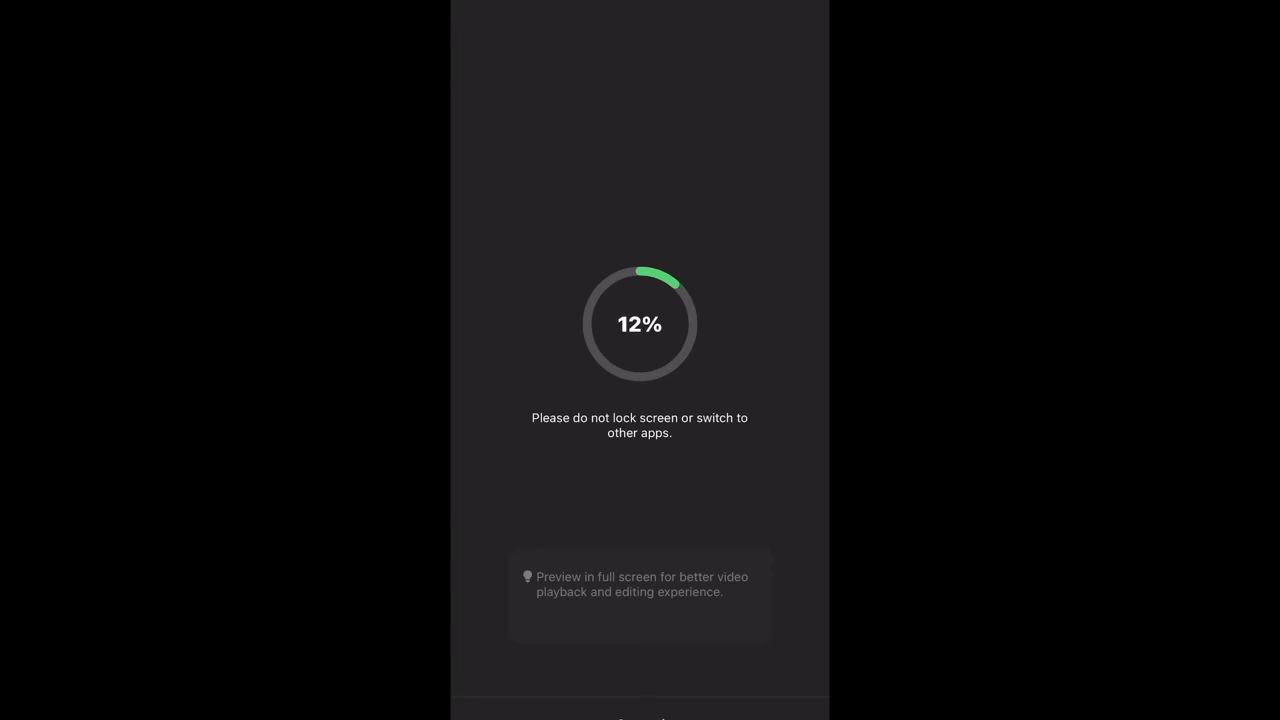 12%
Please do not lock screen or switch to
other apps.
Preview in full screen for better video
playback and editing experience.